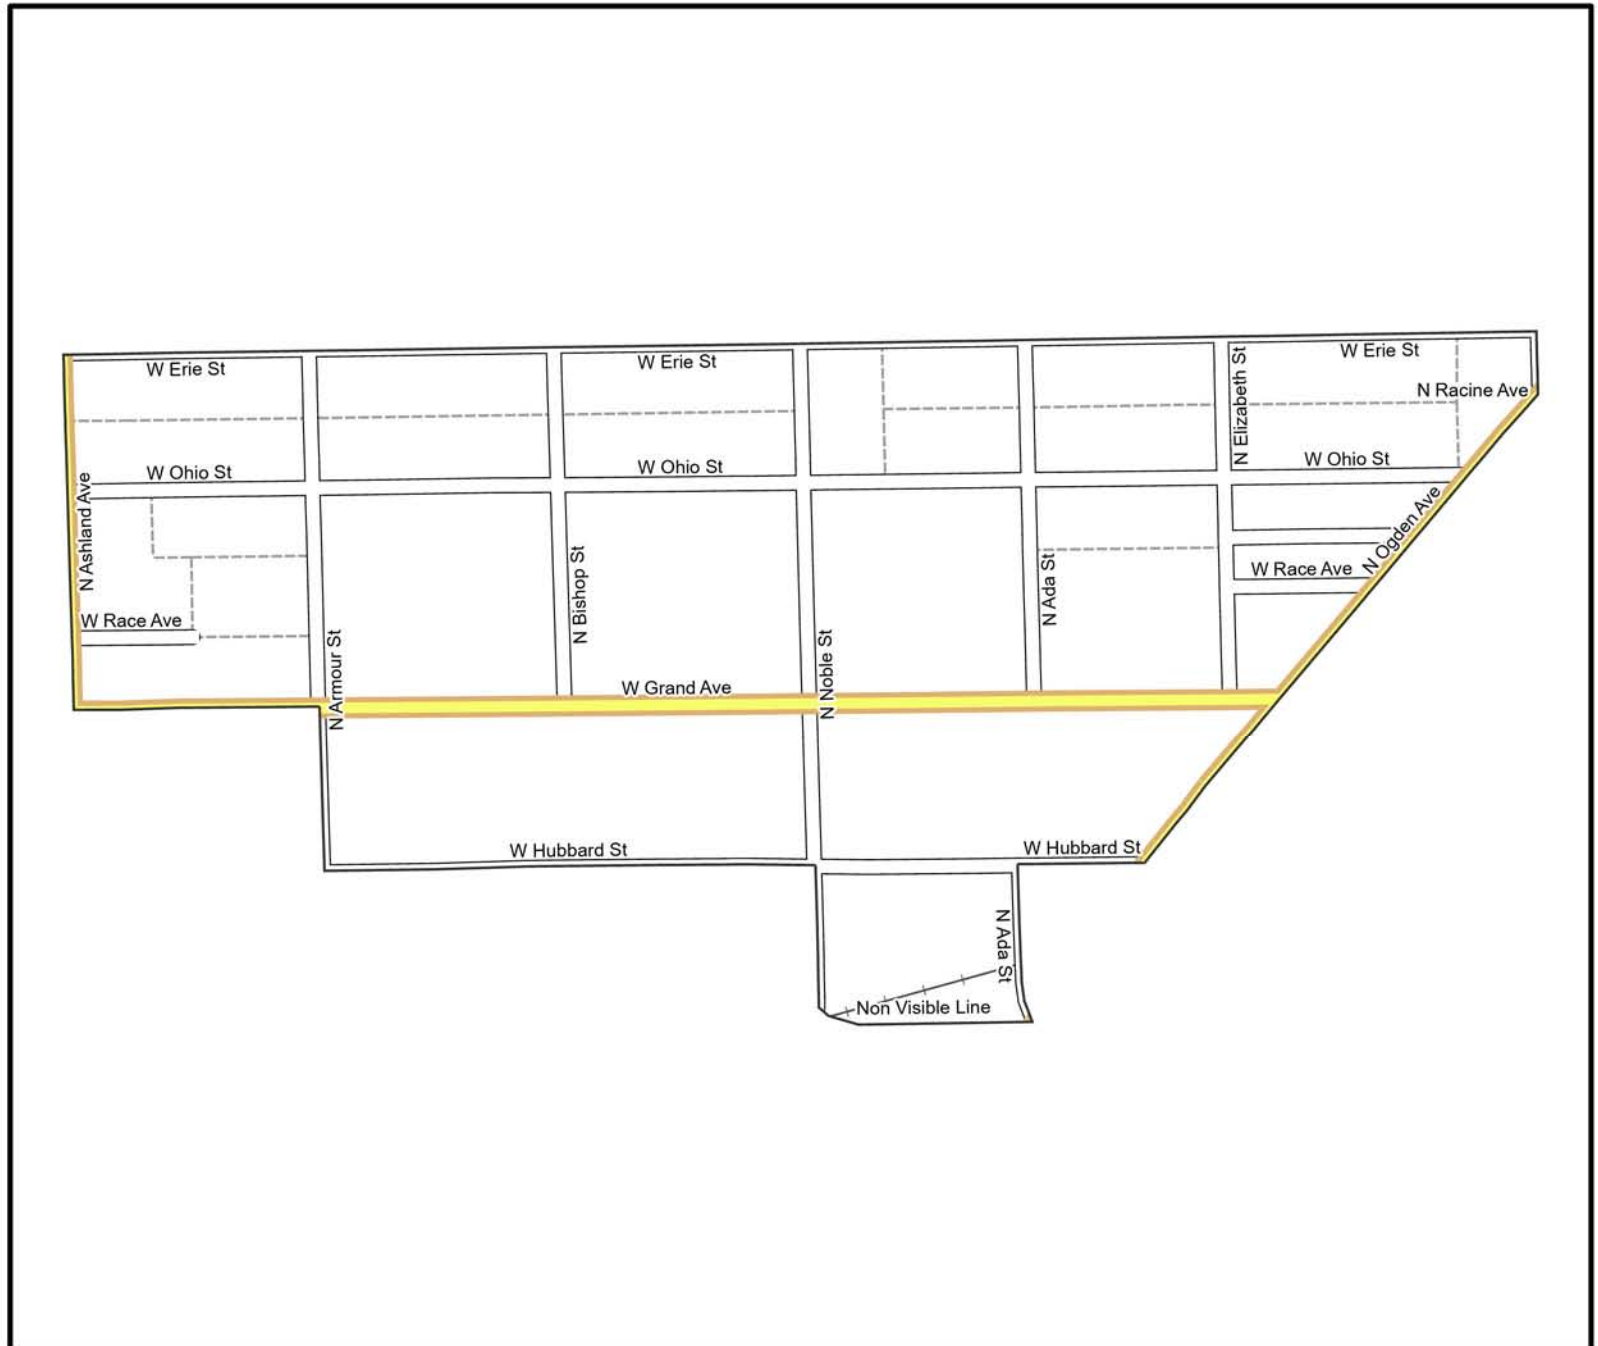 W Erie St
W Erie St
W Erie St
N Elizabeth St
N Racine Ave
W Ohio St
W Ohio St
W Ohio St
N Ashland Ave
N Ogden Ave
N Bishop St
N Ada St
W Race Ave
W Race Ave
N Armour St
N Noble St
W Grand Ave
W Hubbard St
W Hubbard St
N Ada St
Non Visible Line